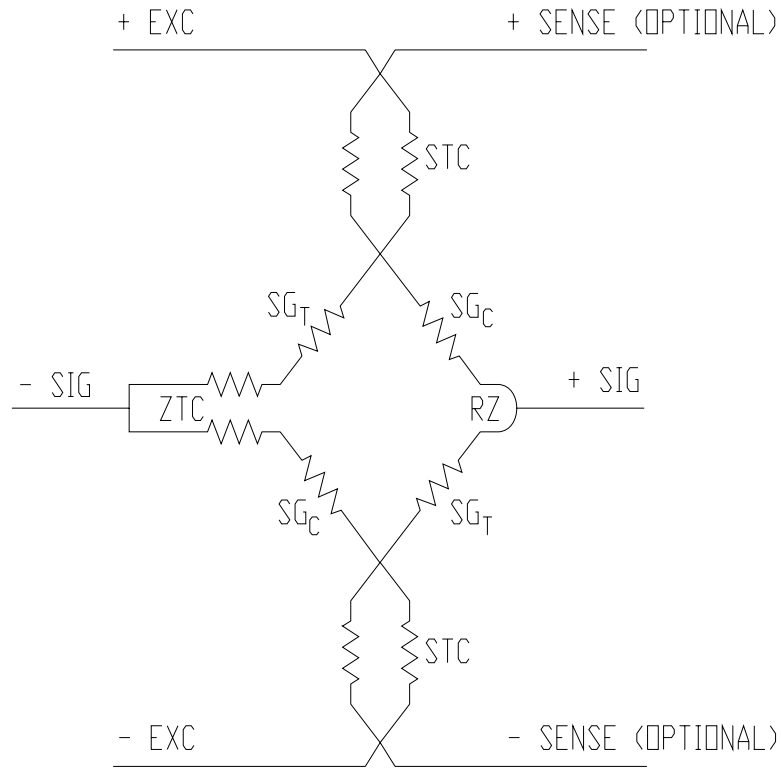 + EXC + SENSE (OPTIONAL)
STC
SG_T SG_C
- SIG ZTC RZ + SIG
SG_C SG_T
STC
- EXC - SENSE (OPTIONAL)